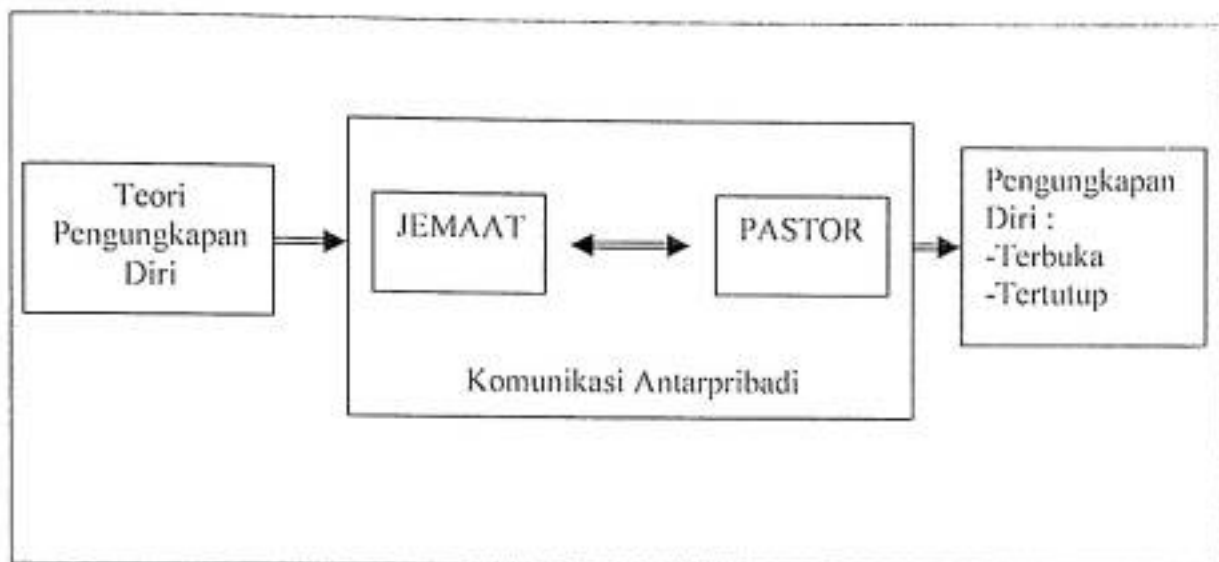 Teori
Pengungkapan
Diri
JEMAAT
PASTOR
Komunikasi Antarpribadi
Pengungkapan
Diri :
-Terbuka
-Tertutup